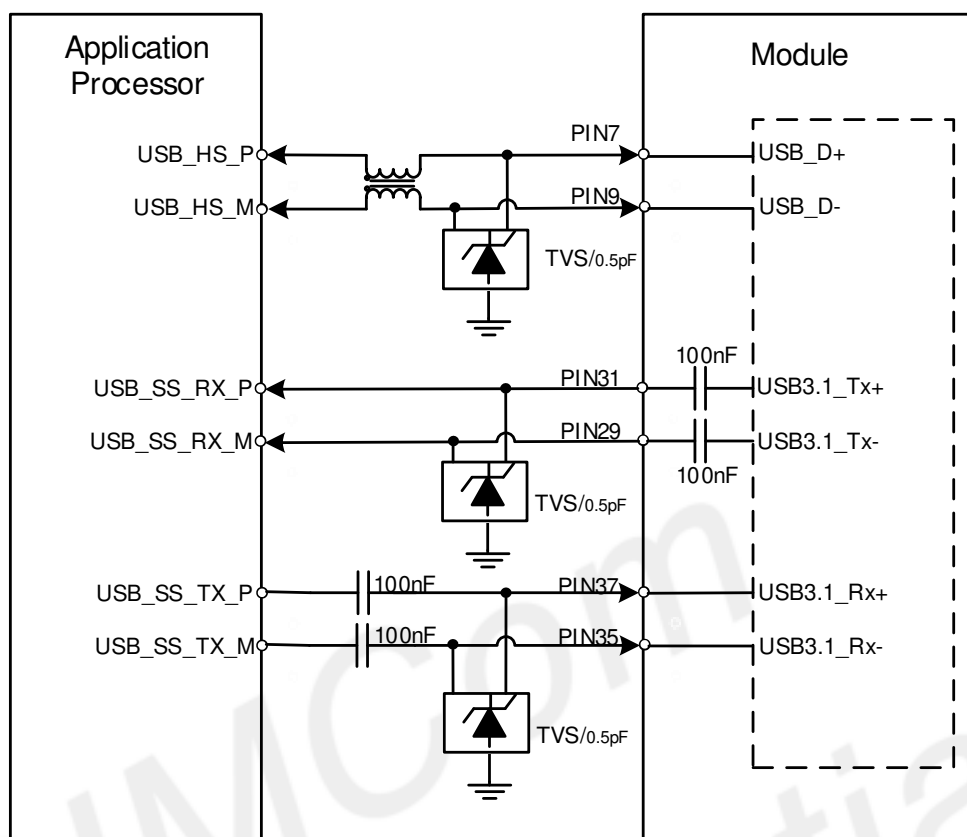 Application
Processor
Module
USB_HS_P
PIN7
USB_D+
USB_HS_M
PIN9
USB_D-
TVS/0.5pF
100nF
USB_SS_RX_P
PIN31
USB3.1_Tx+
USB_SS_RX_M
PIN29
USB3.1_Tx-
100nF
TVS/0.5pF
USB_SS_TX_P
100nF
PIN37
USB3.1_Rx+
USB_SS_TX_M
100nF
PIN35
USB3.1_Rx-
TVS/0.5pF